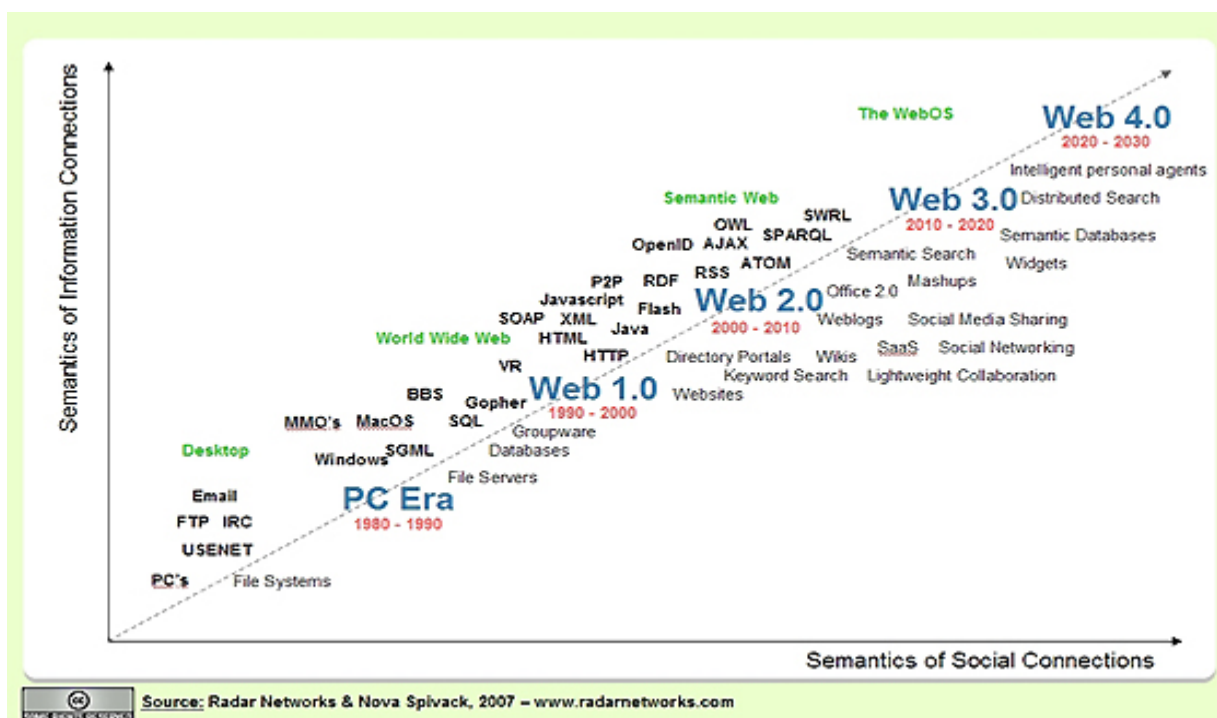 Semantics of Information Connections
The WebOS
Web 4.0
2020 - 2030
Intelligent personal agents
Semantic Web
Web 3.0
Distributed Search
2010 - 2020
SWRL
OWL
SPARQL
Semantic Databases
OpenID
AJAX
Semantic Search
ATOM
Widgets
RSS
P2P
RDF
Mashups
Office 2.0
Javascript
Web 2.0
Flash
SOAP
XML
2000 - 2010
Weblogs
Social Media Sharing
Java
World Wide Web
HTML
HTTP
Directory Portals
Wikis
SaaS
Social Networking
VR
Keyword Search
Lightweight Collaboration
Web 1.0
Websites
BBS
Gopher
1990 - 2000
MMO's
MacOS
SQL
Groupware
Desktop
SGML
Databases
Windows
File Servers
Email
PC Era
1980 - 1990
FTP
IRC
USENET
PC's
File Systems
Semantics of Social Connections
cc
Source: Radar Networks & Nova Spivack, 2007 – www.radarnetworks.com